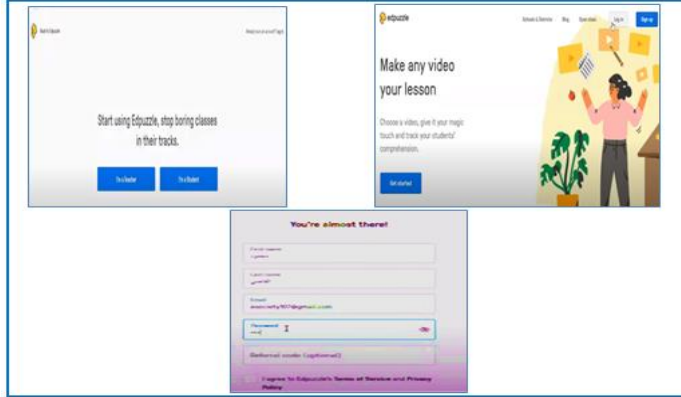 Start using Edpuzzle, stop boring classes
in their tracks.
I'm a Teacher
I'm a Student
edpuzzle
Blog
Log in
Sign up
Make any video
your lesson
Choose a video, give it your magic
touch and track your students'
comprehension.
Get started
You're almost there!
First name
Last name
Email
Password
Referral code (optional)
I agree to Edpuzzle's Terms of Service and Privacy
Policy